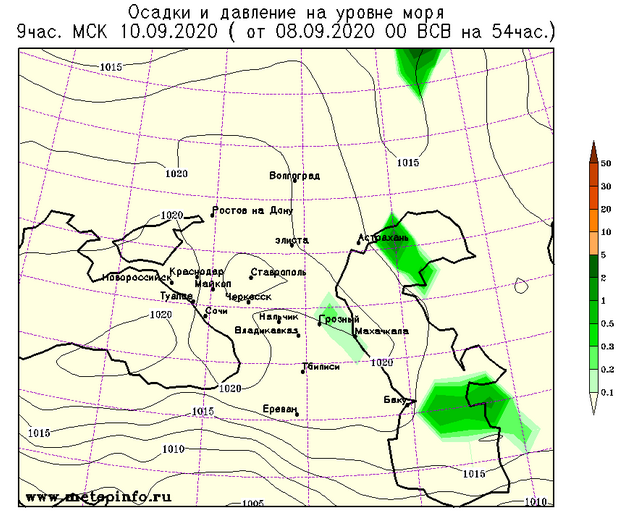 Осадки и давление на уровне моря
9час. МСК 10.09.2020 ( от 08.09.2020 00 ВСВ на 54час.)
1015
1015
1020
Волгоград
1020
Ростов на Дону
элиста
Астрахань
Краснодар
Ставрополь
Новороссийск
Майкоп
Туапсе
Черкесск
Сочи
1020
Нальчик
Грозный
Владикавказ
Махачкала
1020
Тбилиси
1020
Баку
1015
Ереван
1015
1010
1015
1005
1010
www.meteoinfo.ru
50
30
20
10
5
2
1
0.5
0.3
0.2
0.1